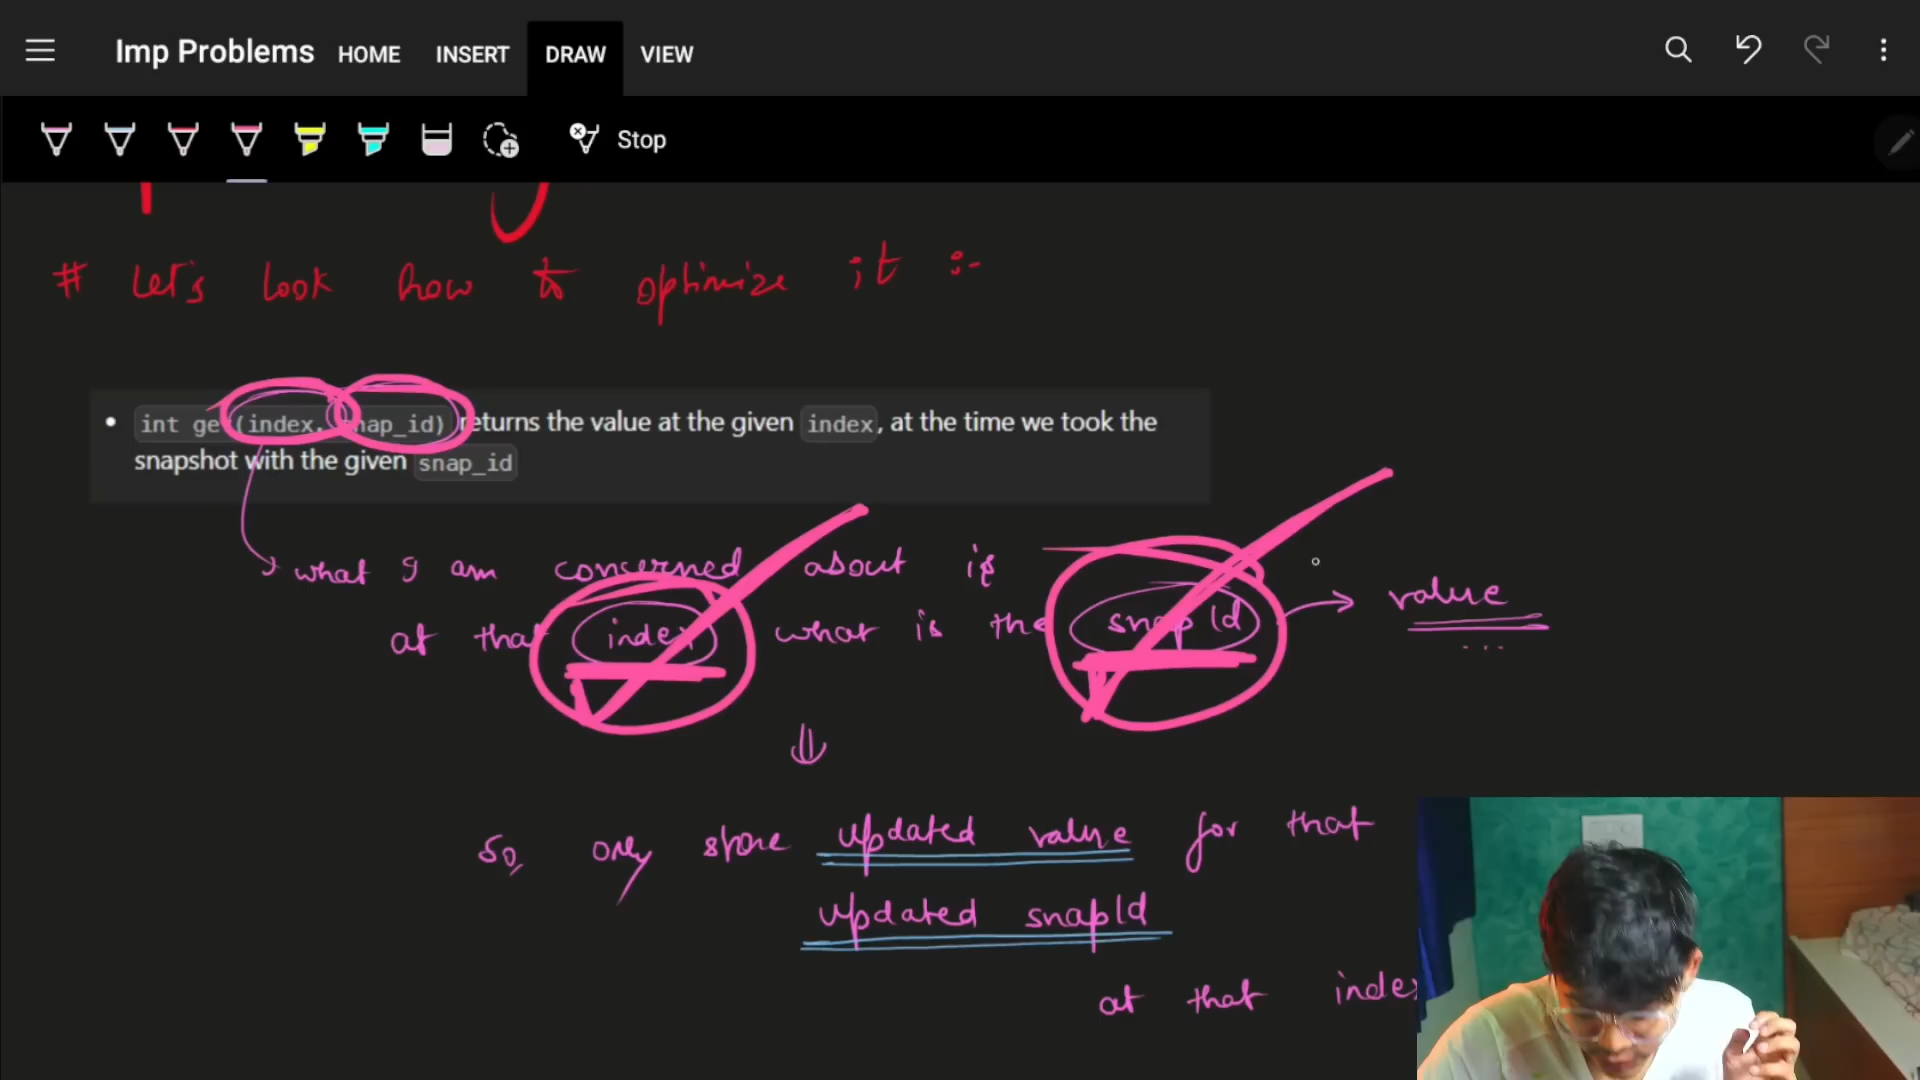 Imp Problems HOME INSERT DRAW VIEW
Stop
# Let's look how to optimize it :-
int ge (index, snap_id) returns the value at the given index, at the time we took the
snapshot with the given snap_id
what I am concerned about is
at that index what is the snap Id → value
so only store updated value for that
updated snapId
at that index